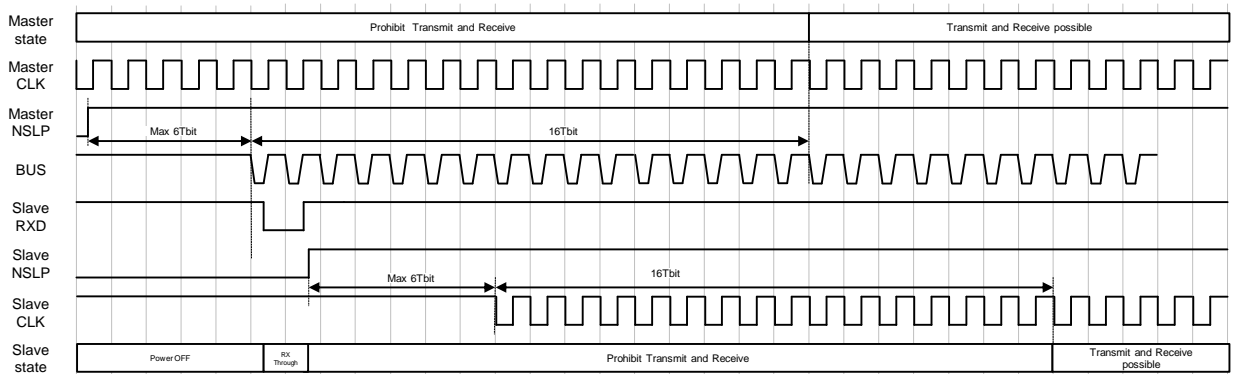 Master
state
Prohibit Transmit and Receive
Transmit and Receive possible
Master
CLK
Master
NSLP
Max 6Tbit
16Tbit
BUS
Slave
RXD
Slave
NSLP
Max 6Tbit
16Tbit
Slave
CLK
Slave
state
Power OFF
RX
Through
Prohibit Transmit and Receive
Transmit and Receive
possible